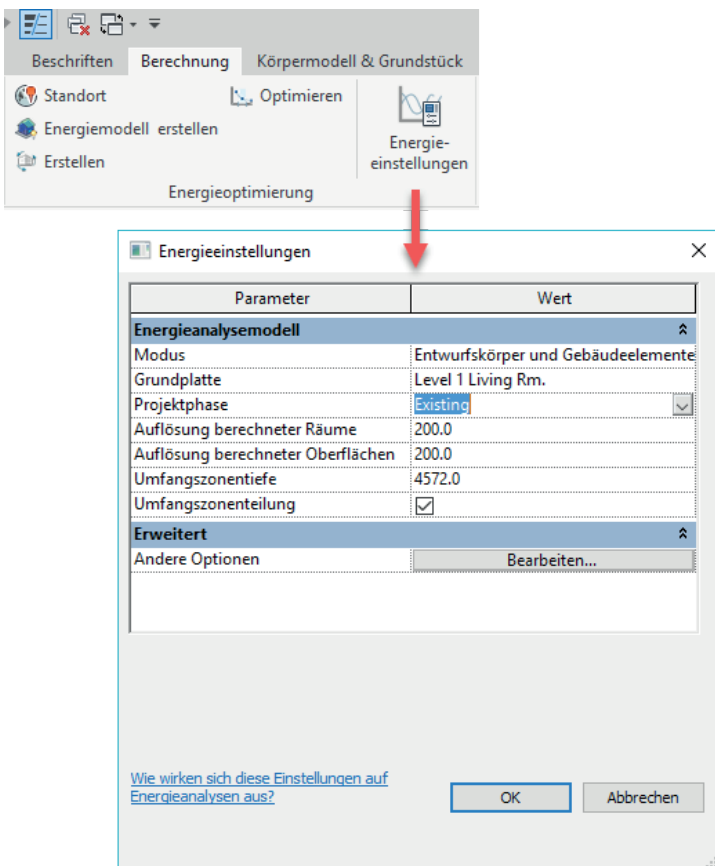 Beschriften Berechnung Körpermodell & Grundstück
Standort Optimieren
Energiemodell erstellen
Erstellen
Energie-
einstellungen
Energieoptimierung
Energieeinstellungen
Parameter Wert
Energieanalysemodell
Modus Entwurfskörper und Gebäudeelemente
Grundplatte Level 1 Living Rm.
Projektphase Existing
Auflösung berechneter Räume 200.0
Auflösung berechneter Oberflächen 200.0
Umfangszonentiefe 4572.0
Umfangszonenteilung
Erweitert
Andere Optionen Bearbeiten...
Wie wirken sich diese Einstellungen auf
Energieanalysen aus?
OK Abbrechen